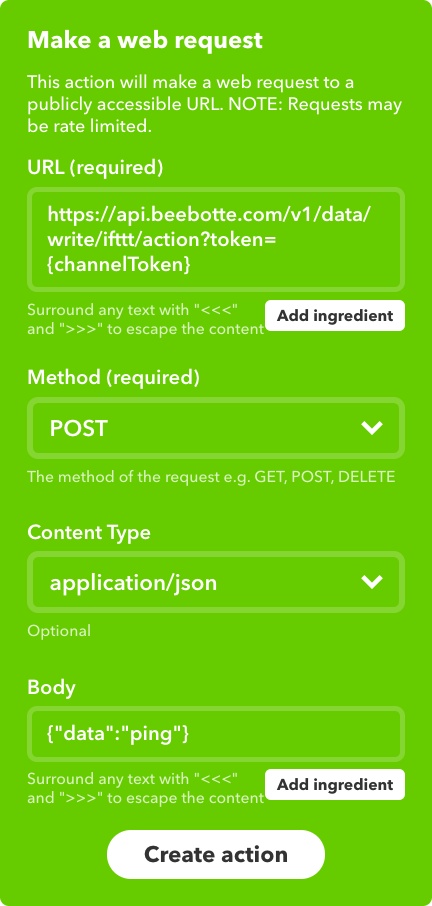 Make a web request
This action will make a web request to a
publicly accessible URL. NOTE: Requests may
be rate limited.
URL (required)
https://api.beebotte.com/v1/data/
write/ifttt/action?token=
{channelToken}
Surround any text with "<<<"
and ">>>" to escape the content
Add ingredient
Method (required)
POST
The method of the request e.g. GET, POST, DELETE
Content Type
application/json
Optional
Body
{"data":"ping"}
Surround any text with "<<<"
and ">>>" to escape the content
Add ingredient
Create action